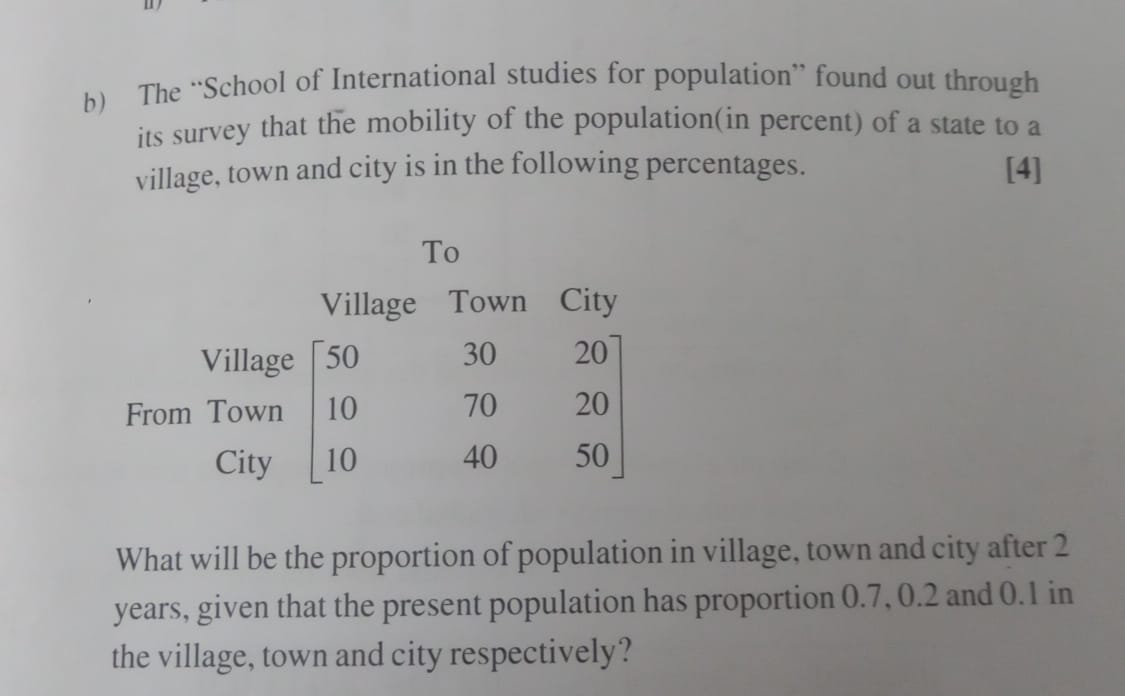 b) The “School of International studies for population” found out through
its survey that the mobility of the population(in percent) of a state to a
village, town and city is in the following percentages. [4]
To
Village Town City
Village 50 30 20
From Town 10 70 20
City 10 40 50
What will be the proportion of population in village, town and city after 2
years, given that the present population has proportion 0.7, 0.2 and 0.1 in
the village, town and city respectively?